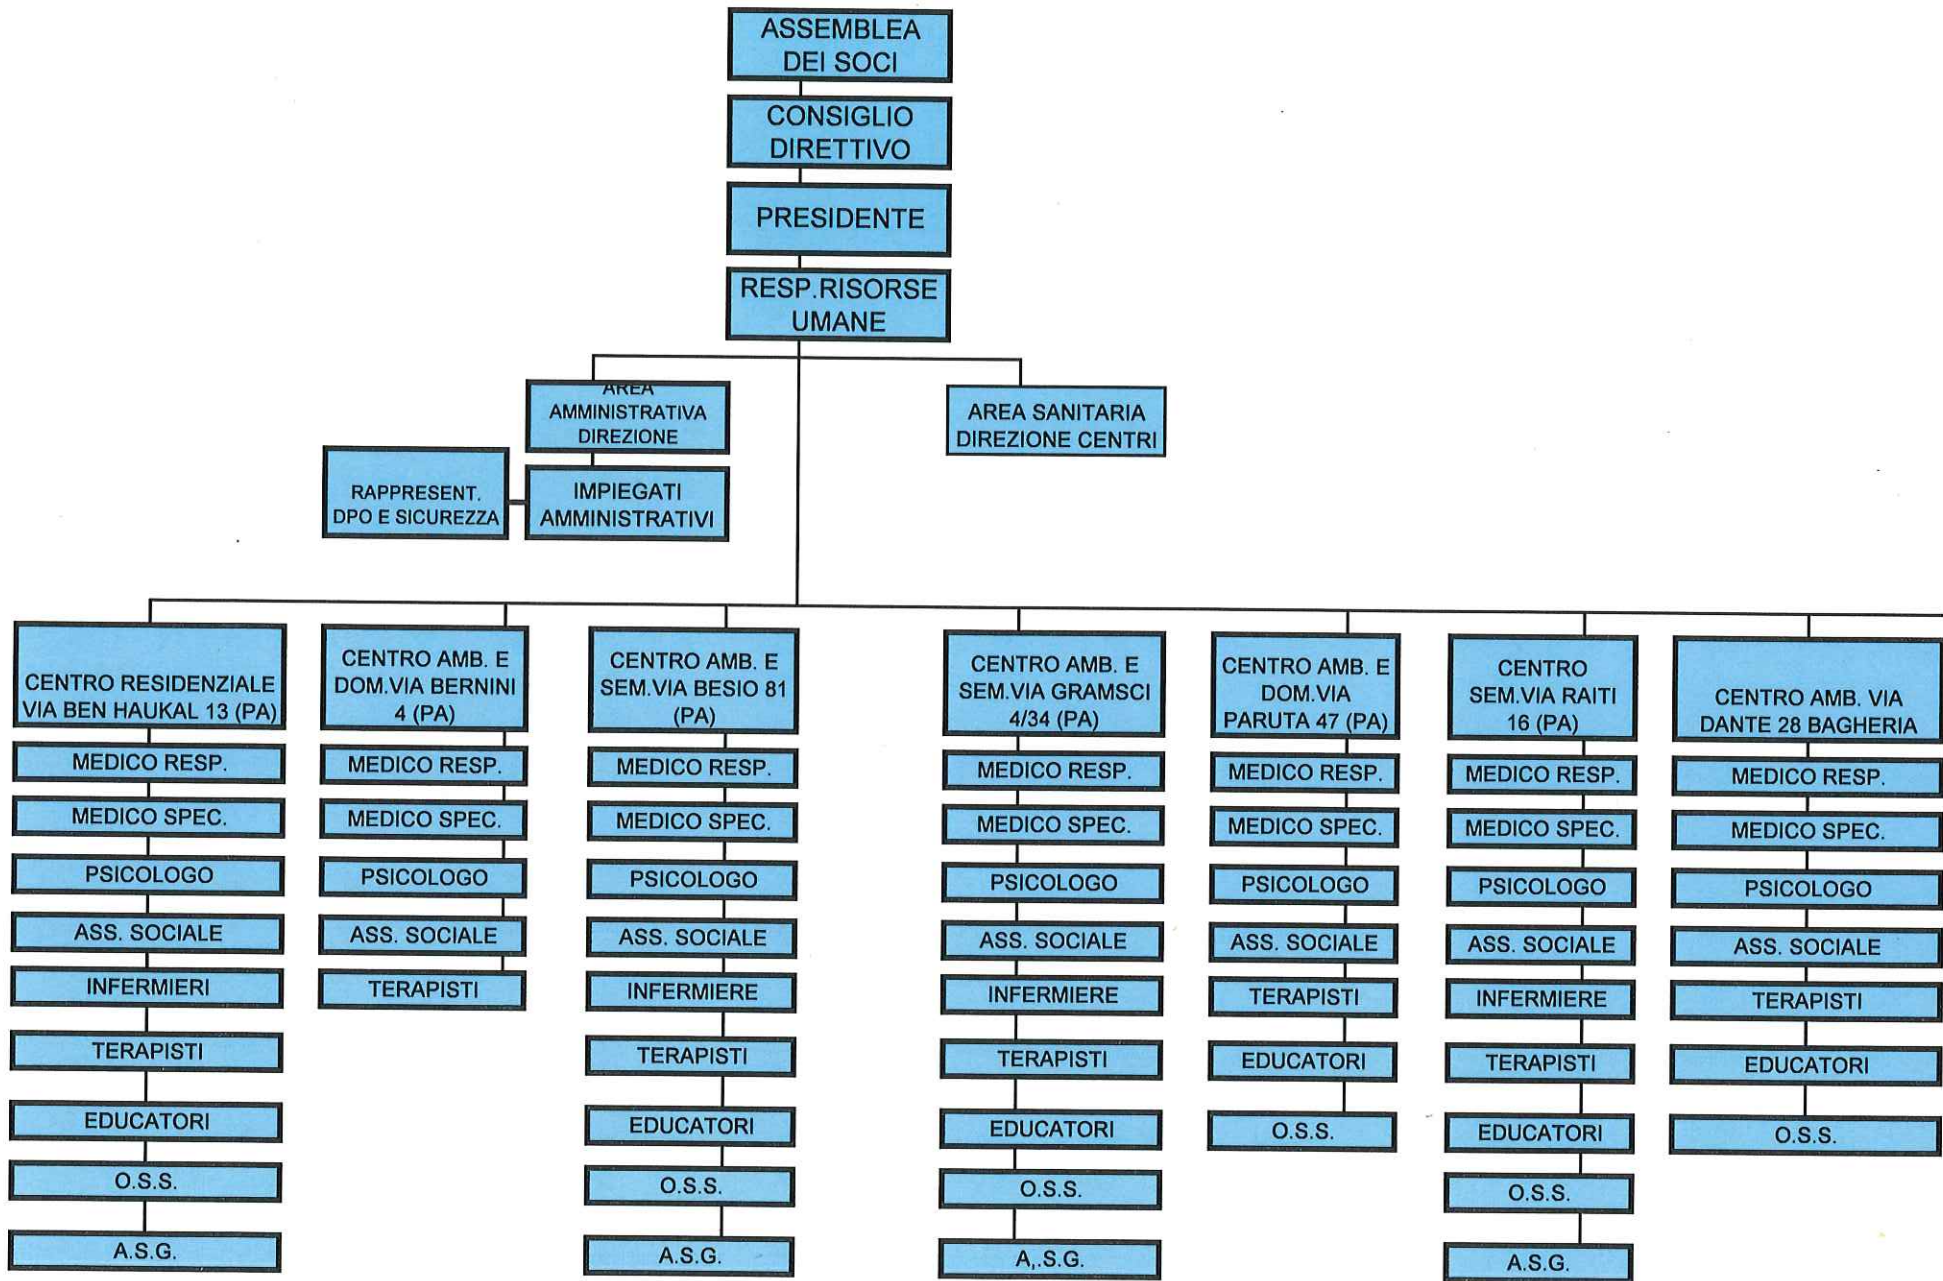 ASSEMBLEA
DEI SOCI
CONSIGLIO
DIRETTIVO
PRESIDENTE
RESP.RISORSE
UMANE
AREA
AMMINISTRATIVA
DIREZIONE
AREA SANITARIA
DIREZIONE CENTRI
RAPPRESENT.
DPO E SICUREZZA
IMPIEGATI
AMMINISTRATIVI
CENTRO RESIDENZIALE
VIA BEN HAUKAL 13 (PA)
MEDICO RESP.
MEDICO SPEC.
PSICOLOGO
ASS. SOCIALE
INFERMIERI
TERAPISTI
EDUCATORI
O.S.S.
A.S.G.
CENTRO AMB. E
DOM.VIA BERNINI
4 (PA)
MEDICO RESP.
MEDICO SPEC.
PSICOLOGO
ASS. SOCIALE
TERAPISTI
CENTRO AMB. E
SEM.VIA BESIO 81
(PA)
MEDICO RESP.
MEDICO SPEC.
PSICOLOGO
ASS. SOCIALE
INFERMIERE
TERAPISTI
EDUCATORI
O.S.S.
A.S.G.
CENTRO AMB. E
SEM.VIA GRAMSCI
4/34 (PA)
MEDICO RESP.
MEDICO SPEC.
PSICOLOGO
ASS. SOCIALE
INFERMIERE
TERAPISTI
EDUCATORI
O.S.S.
A,.S.G.
CENTRO AMB. E
DOM.VIA
PARUTA 47 (PA)
MEDICO RESP.
MEDICO SPEC.
PSICOLOGO
ASS. SOCIALE
TERAPISTI
EDUCATORI
O.S.S.
CENTRO
SEM.VIA RAITI
16 (PA)
MEDICO RESP.
MEDICO SPEC.
PSICOLOGO
ASS. SOCIALE
INFERMIERE
TERAPISTI
EDUCATORI
O.S.S.
A.S.G.
CENTRO AMB. VIA
DANTE 28 BAGHERIA
MEDICO RESP.
MEDICO SPEC.
PSICOLOGO
ASS. SOCIALE
TERAPISTI
EDUCATORI
O.S.S.